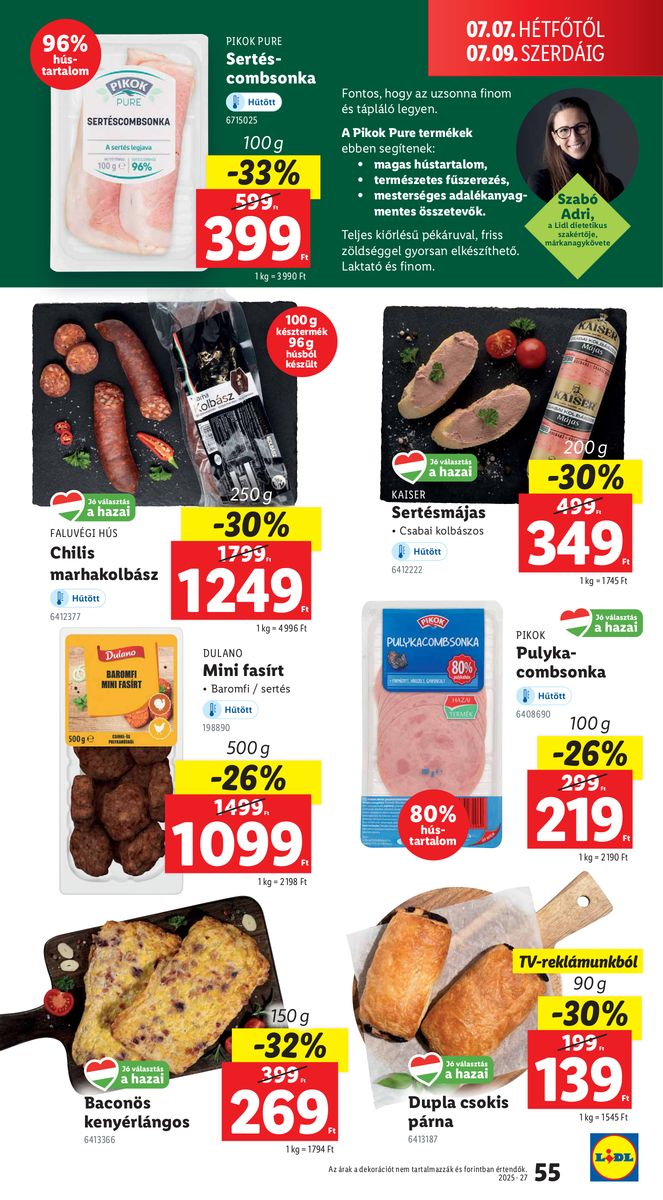 07.07. HÉTFŐTŐL
07.09. SZERDÁIG
96%
hús-
tartalom
PIKOK
PURE
SERTÉSCOMBSONKA
A sertés legjava
100 g
96%
PIKOK PURE
Sertés-
combsonka
Hűtött
6715025
100 g
-33%
599 Ft
399 Ft
1 kg = 3 990 Ft
Fontos, hogy az uzsonna finom
és tápláló legyen.
A Pikok Pure termékek
ebben segítenek:
• magas hústartalom,
• természetes fűszerezés,
• mesterséges adalékanyag-
mentes összetevők.
Teljes kiőrlésű pékáruval, friss
zöldséggel gyorsan elkészíthető.
Laktató és finom.
Szabó
Adri,
a Lidl dietetikus
szakértője,
márkanagykövete
100 g
késztermék
96 g
húsból
készült
Kolbász
Jó választás
a hazai
250 g
-30%
1799 Ft
1249 Ft
1 kg = 4 996 Ft
FALUVÉGI HÚS
Chilis
marhakolbász
Hűtött
6412377
KAISER
Májas
KAISER
Májas
200 g
Jó választás
a hazai
-30%
499 Ft
349 Ft
1 kg = 1 745 Ft
KAISER
Sertésmájas
• Csabai kolbászos
Hűtött
6412222
Dulano
BAROMFI
MINI FASÍRT
500 g e
DULANO
Mini fasírt
• Baromfi / sertés
Hűtött
198890
500 g
-26%
1499 Ft
1099 Ft
1 kg = 2 198 Ft
PIKOK
PULYKACOMBSONKA
80%
HAZAI
TERMÉK
80%
hús-
tartalom
Jó választás
a hazai
PIKOK
Pulyka-
combsonka
Hűtött
6408690
100 g
-26%
299 Ft
219 Ft
1 kg = 2 190 Ft
150 g
-32%
399 Ft
269 Ft
1 kg = 1 794 Ft
Jó választás
a hazai
Baconös
kenyérlángos
6413366
TV-reklámunkból
90 g
-30%
199 Ft
139 Ft
1 kg = 1 545 Ft
Jó választás
a hazai
Dupla csokis
párna
6413187
Az árak a dekorációt nem tartalmazzák és forintban értendők.
2025 - 27
55
LIDL